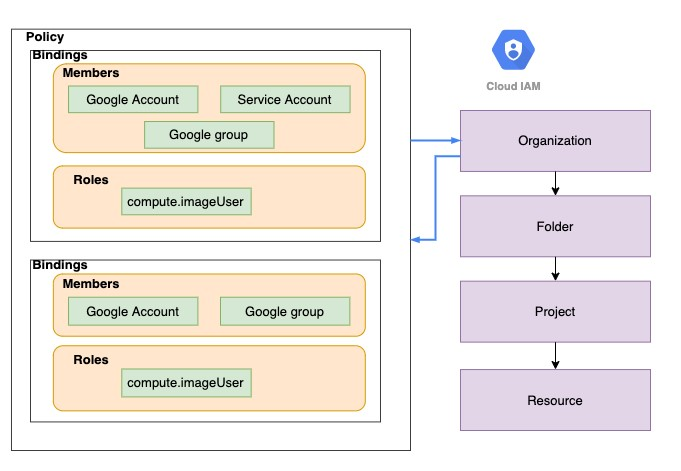 Policy
Bindings
Members
Google Account
Service Account
Google group
Roles
compute.imageUser
Bindings
Members
Google Account
Google group
Roles
compute.imageUser
Cloud IAM
Organization
Folder
Project
Resource